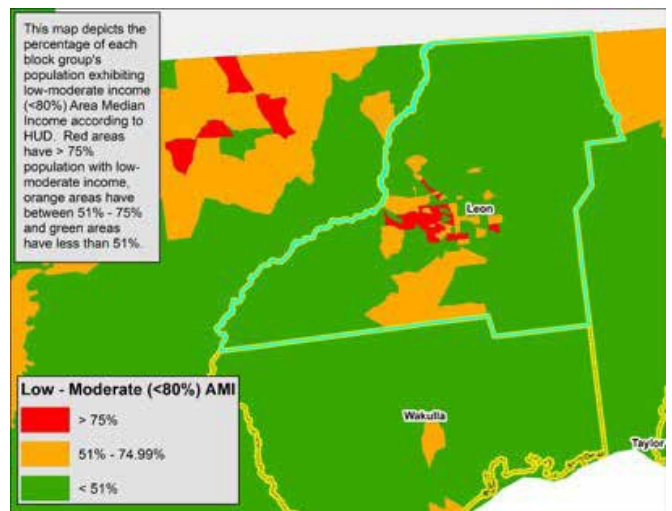 This map depicts the
percentage of each
block group's
population exhibiting
low-moderate income
(<80%) Area Median
Income according to
HUD. Red areas
have > 75%
population with low-
moderate income,
orange areas have
between 51% - 75%
and green areas
have less than 51%.
Leon
Low - Moderate (<80%) AMI
> 75%
51% - 74.99%
< 51%
Wakulla
Taylor